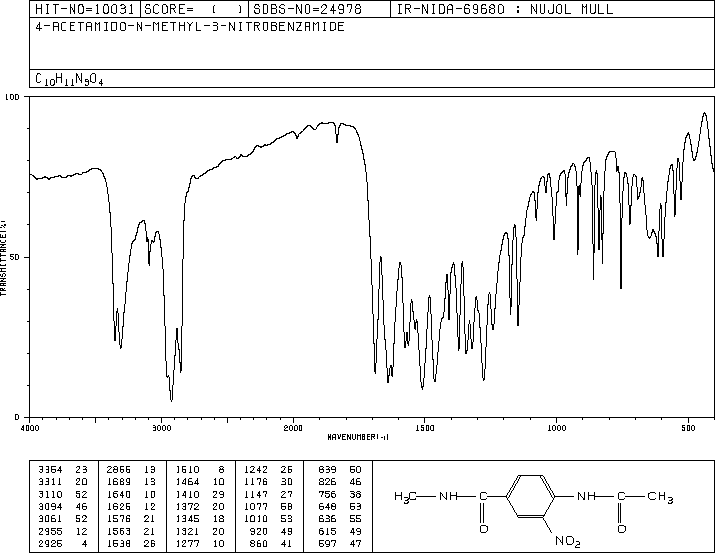 HIT-NO=10031 SCORE= ( ) SDBS-NO=24978 IR-NIDA-69680 : NUJOL MULL
4-ACETAMIDO-N-METHYL-3-NITROBENZAMIDE
C10H11N3O4
100
50
0
TRANSMITTANCE(%)
4000 3000 2000 1500 1000 500
WAVENUMBER(-1)
3354 23 2866 13 1510 8 1242 26 839 50
3311 20 1689 13 1464 10 1176 30 826 46
3110 52 1640 10 1410 29 1147 27 756 38
3094 46 1626 12 1372 20 1077 58 648 53
3061 52 1576 21 1345 18 1010 53 636 55
2955 12 1563 21 1321 20 920 49 615 49
2925 4 1538 26 1277 10 860 41 597 47
H3C NH C NH C CH3
O NO2 O